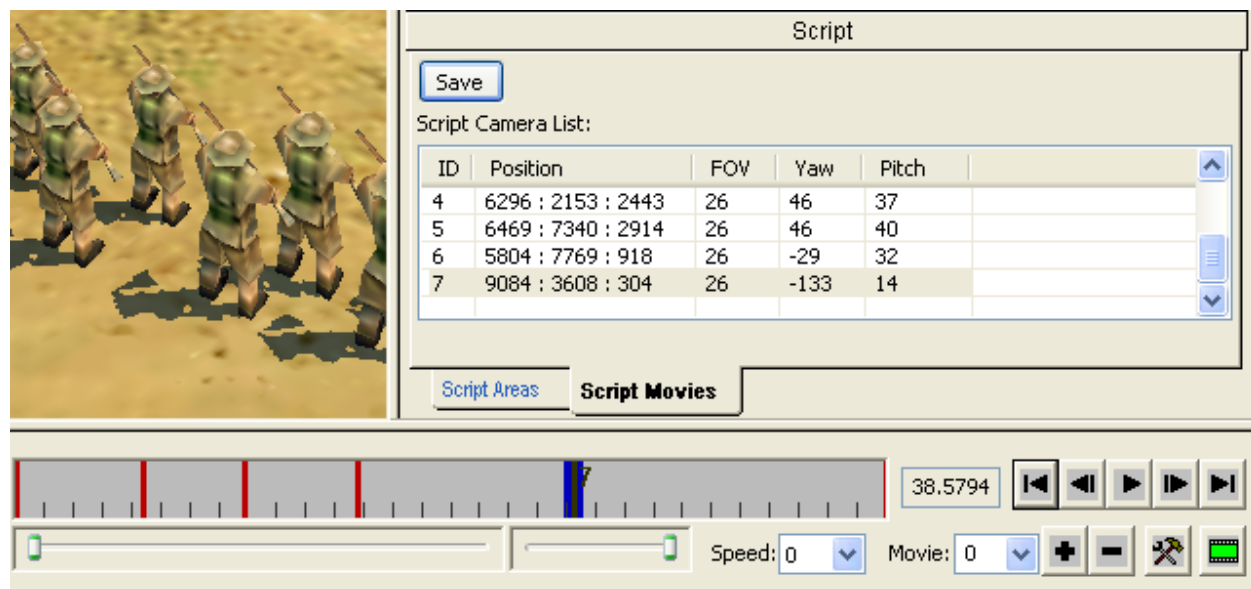 Script
Save
Script Camera List:
ID Position FOV Yaw Pitch
4 6296 : 2153 : 2443 26 46 37
5 6469 : 7340 : 2914 26 46 40
6 5804 : 7769 : 918 26 -29 32
7 9084 : 3608 : 304 26 -133 14
Script Areas Script Movies
7
38.5794
Speed: 0 Movie: 0